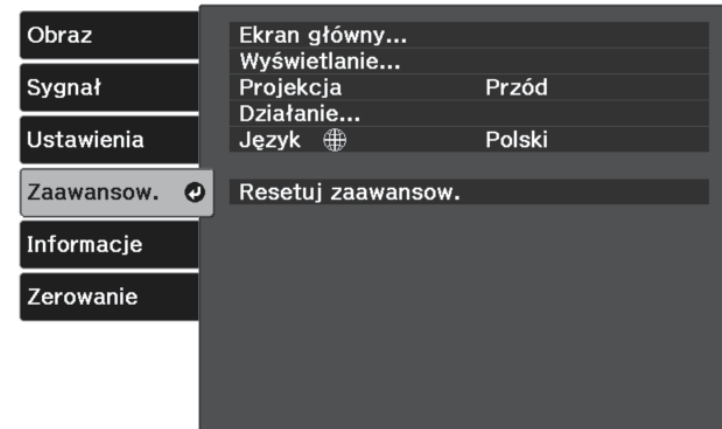 Obraz
Sygnał
Ustawienia
Zaawansow.
Informacje
Zerowanie
Ekran główny...
Wyświetlanie...
Projekcja Przód
Działanie...
Język Polski
Resetuj zaawansow.